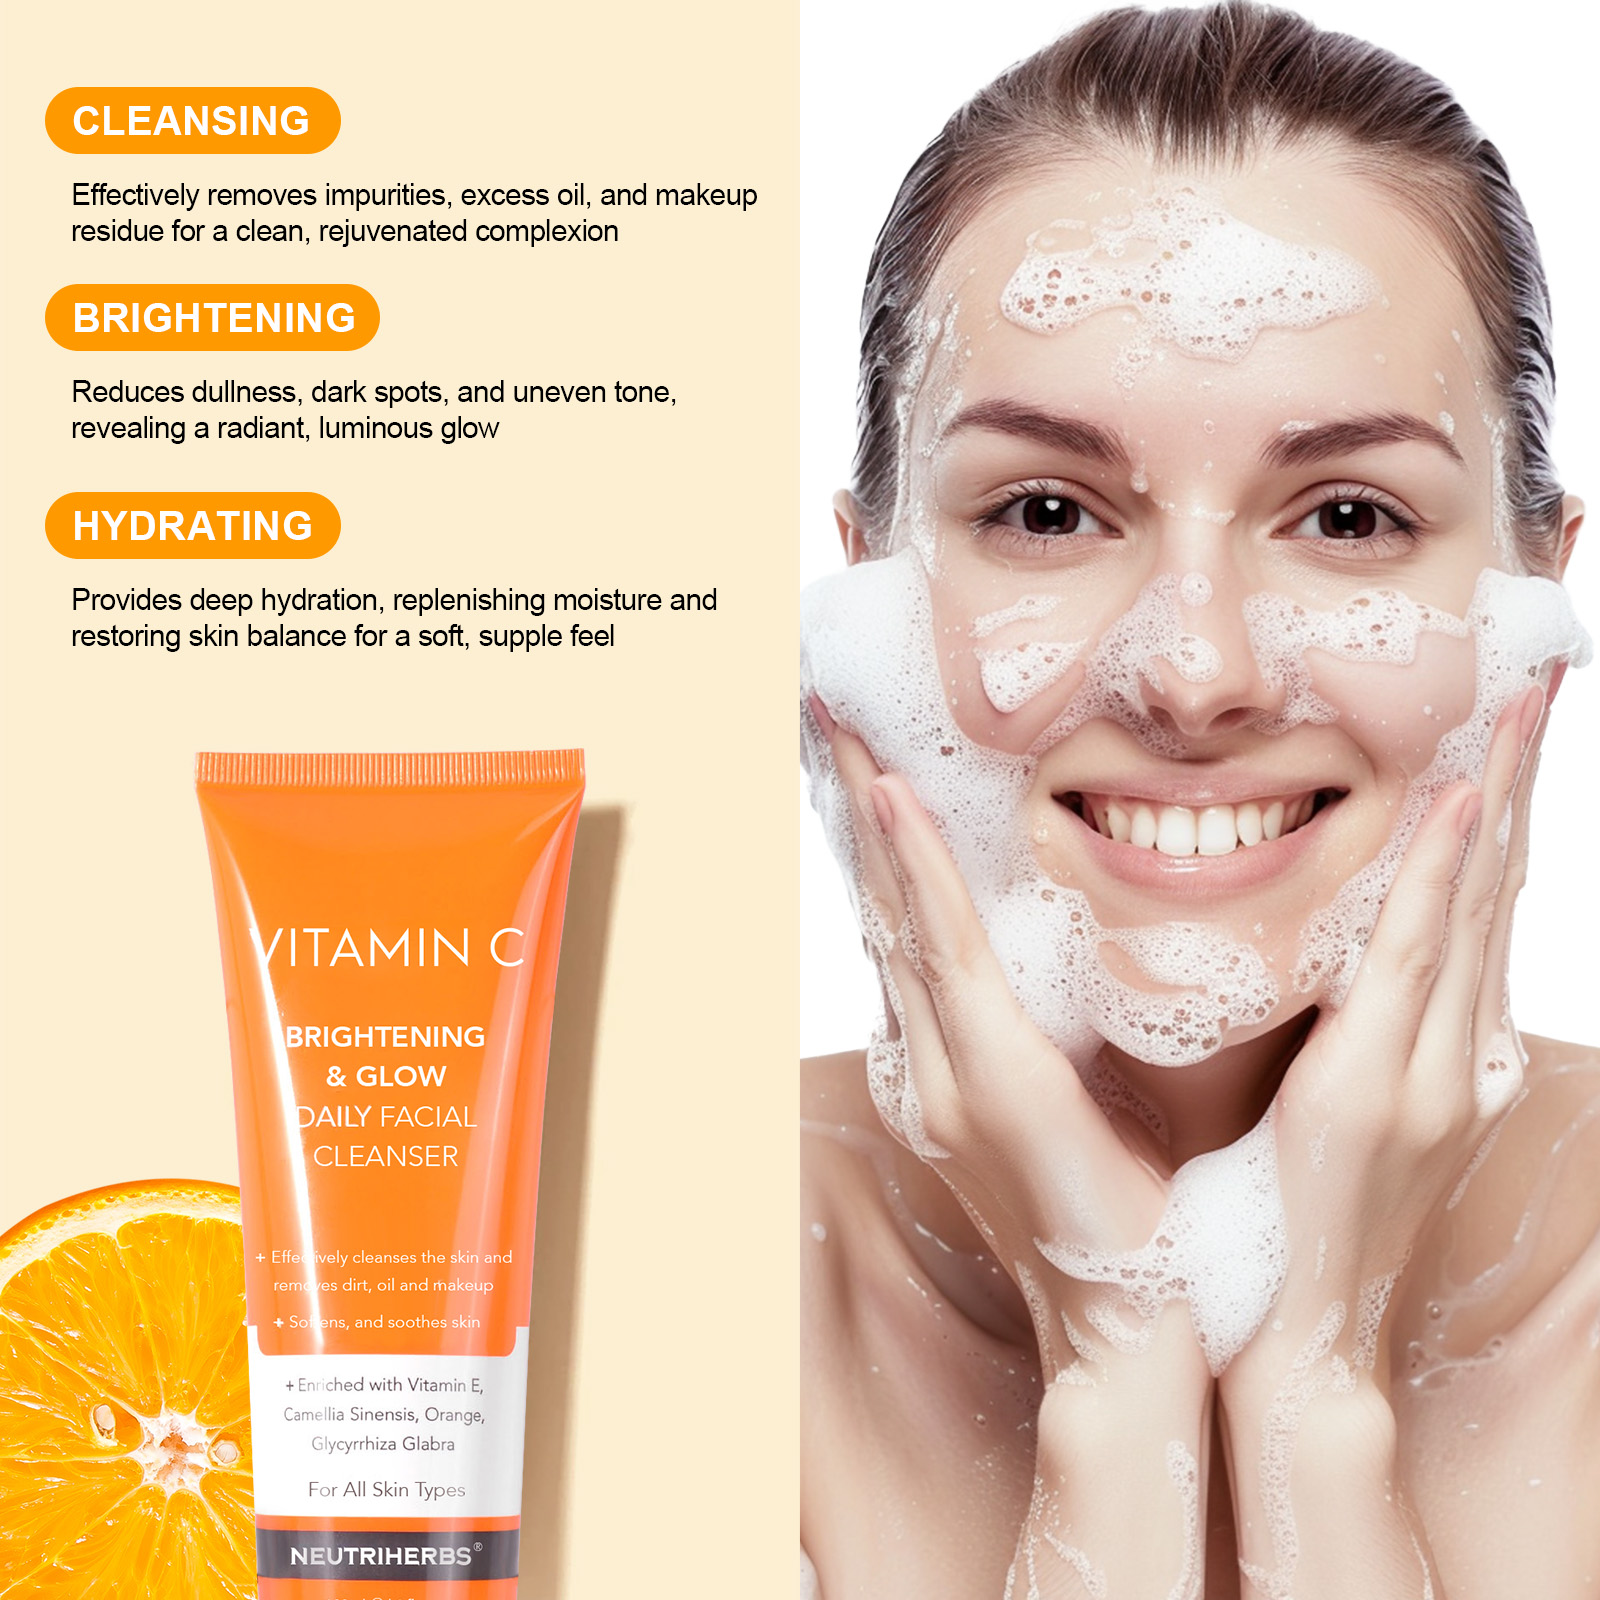 CLEANSING
Effectively removes impurities, excess oil, and makeup
residue for a clean, rejuvenated complexion
BRIGHTENING
Reduces dullness, dark spots, and uneven tone,
revealing a radiant, luminous glow
HYDRATING
Provides deep hydration, replenishing moisture and
restoring skin balance for a soft, supple feel
VITAMIN C
BRIGHTENING
& GLOW
DAILY FACIAL
CLEANSER
+ Effectively cleanses the skin and
removes dirt, oil and makeup
+ Softens, and soothes skin
+ Enriched with Vitamin E,
Camellia Sinensis, Orange,
Glycyrrhiza Glabra
For All Skin Types
NEUTRIHERBS®